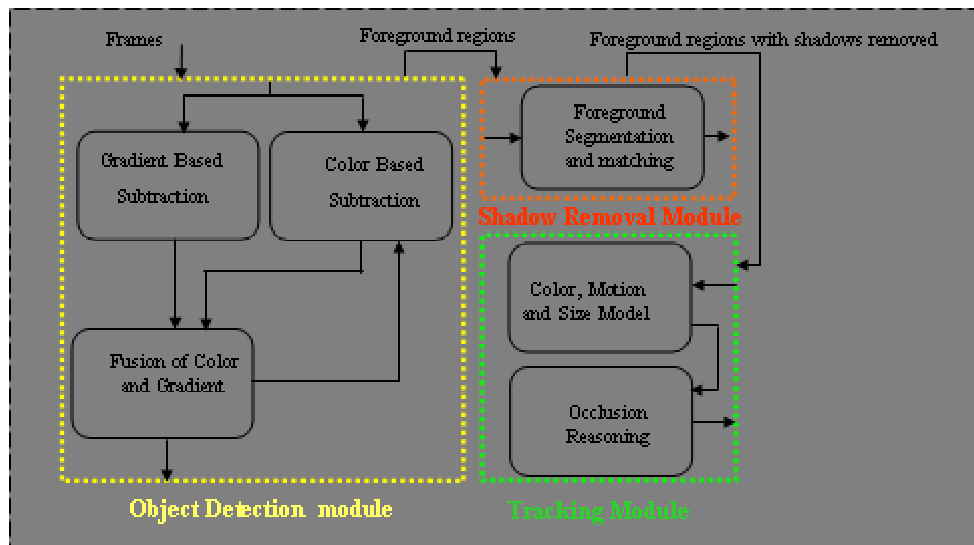 Frames
Foreground regions
Foreground regions with shadows removed
Gradient Based
Subtraction
Color Based
Subtraction
Fusion of Color
and Gradient
Object Detection module
Foreground
Segmentation
and matching
Shadow Removal Module
Color, Motion
and Size Model
Occlusion
Reasoning
Tracking Module